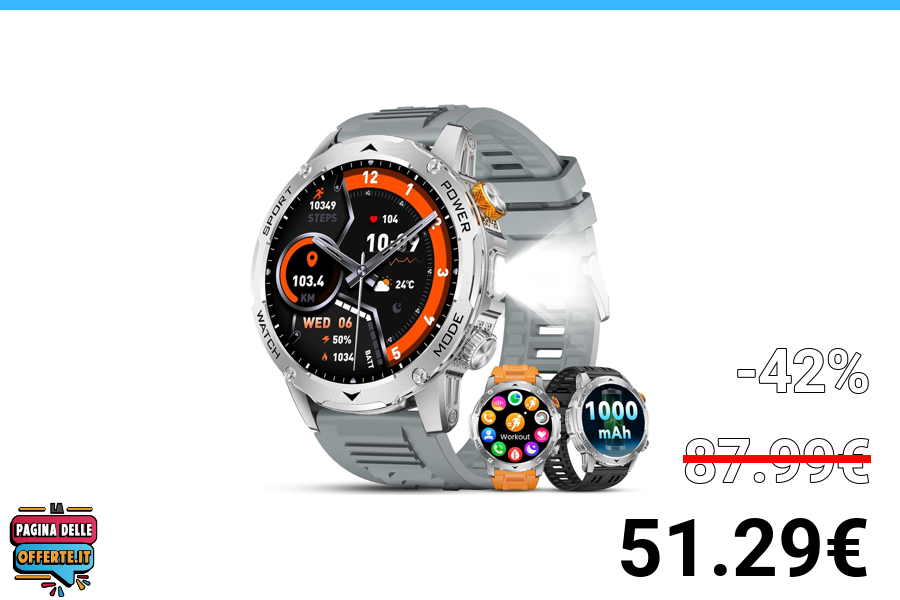 SPORT
POWER
WATCH
MODE
12
1
2
3
4
5
10349
STEPS
104
10:09
103.4
KM
24°C
WED 06
50%
1034
BATT
Workout
1000
mAh
-42%
87.99€
51.29€
LA
PAGINA DELLE
OFFERTE.IT